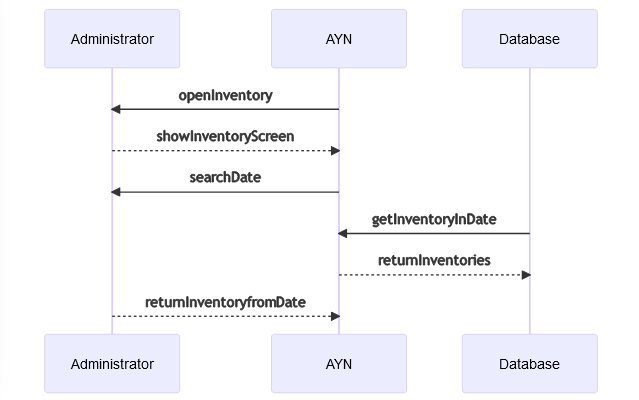 Administrator
AYN
Database
openInventory
showInventoryScreen
searchDate
getInventoryInDate
returnInventories
returnInventoryfromDate
Administrator
AYN
Database